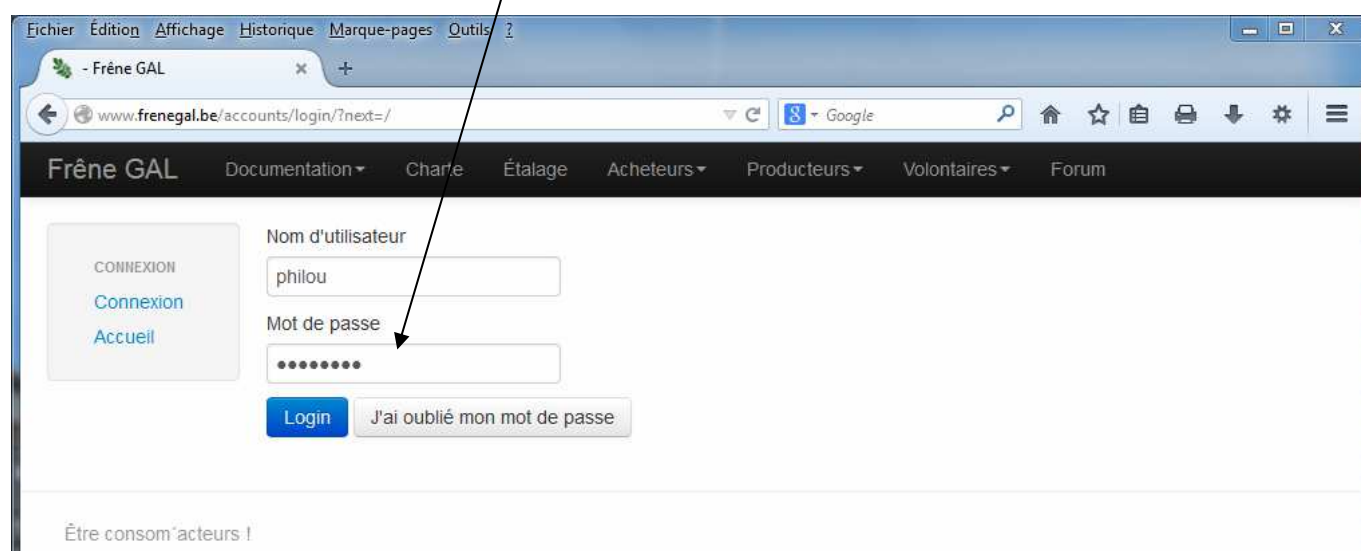 Fichier Édition Affichage Historique Marque-pages Outils ?
- Frêne GAL
www.frenegal.be/accounts/login/?next=/
8 Google
Frêne GAL Documentation Charte Étalage Acheteurs Producteurs Volontaires Forum
CONNEXION
Connexion
Accueil
Nom d'utilisateur
philou
Mot de passe
••••••••
Login J'ai oublié mon mot de passe
Être consom´acteurs !